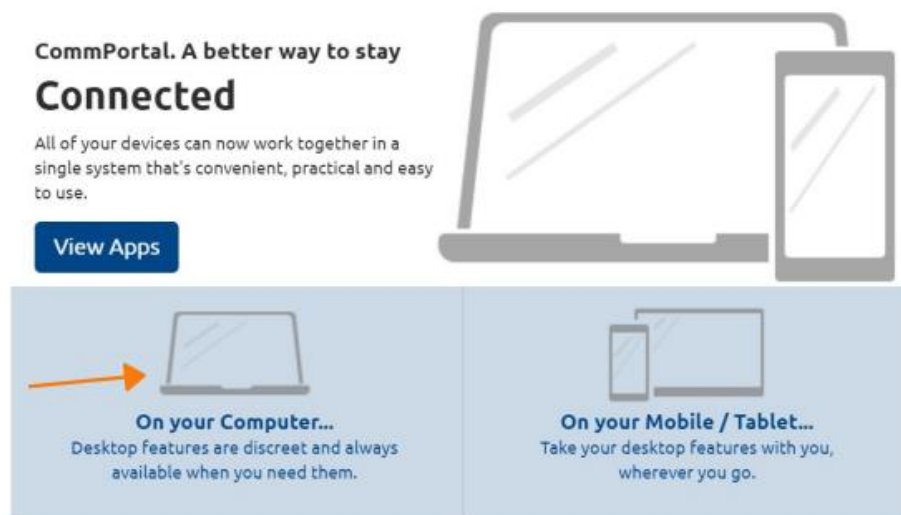 CommPortal. A better way to stay
Connected
All of your devices can now work together in a
single system that's convenient, practical and easy
to use.
View Apps
On your Computer...
Desktop features are discreet and always
available when you need them.
On your Mobile / Tablet...
Take your desktop features with you,
wherever you go.